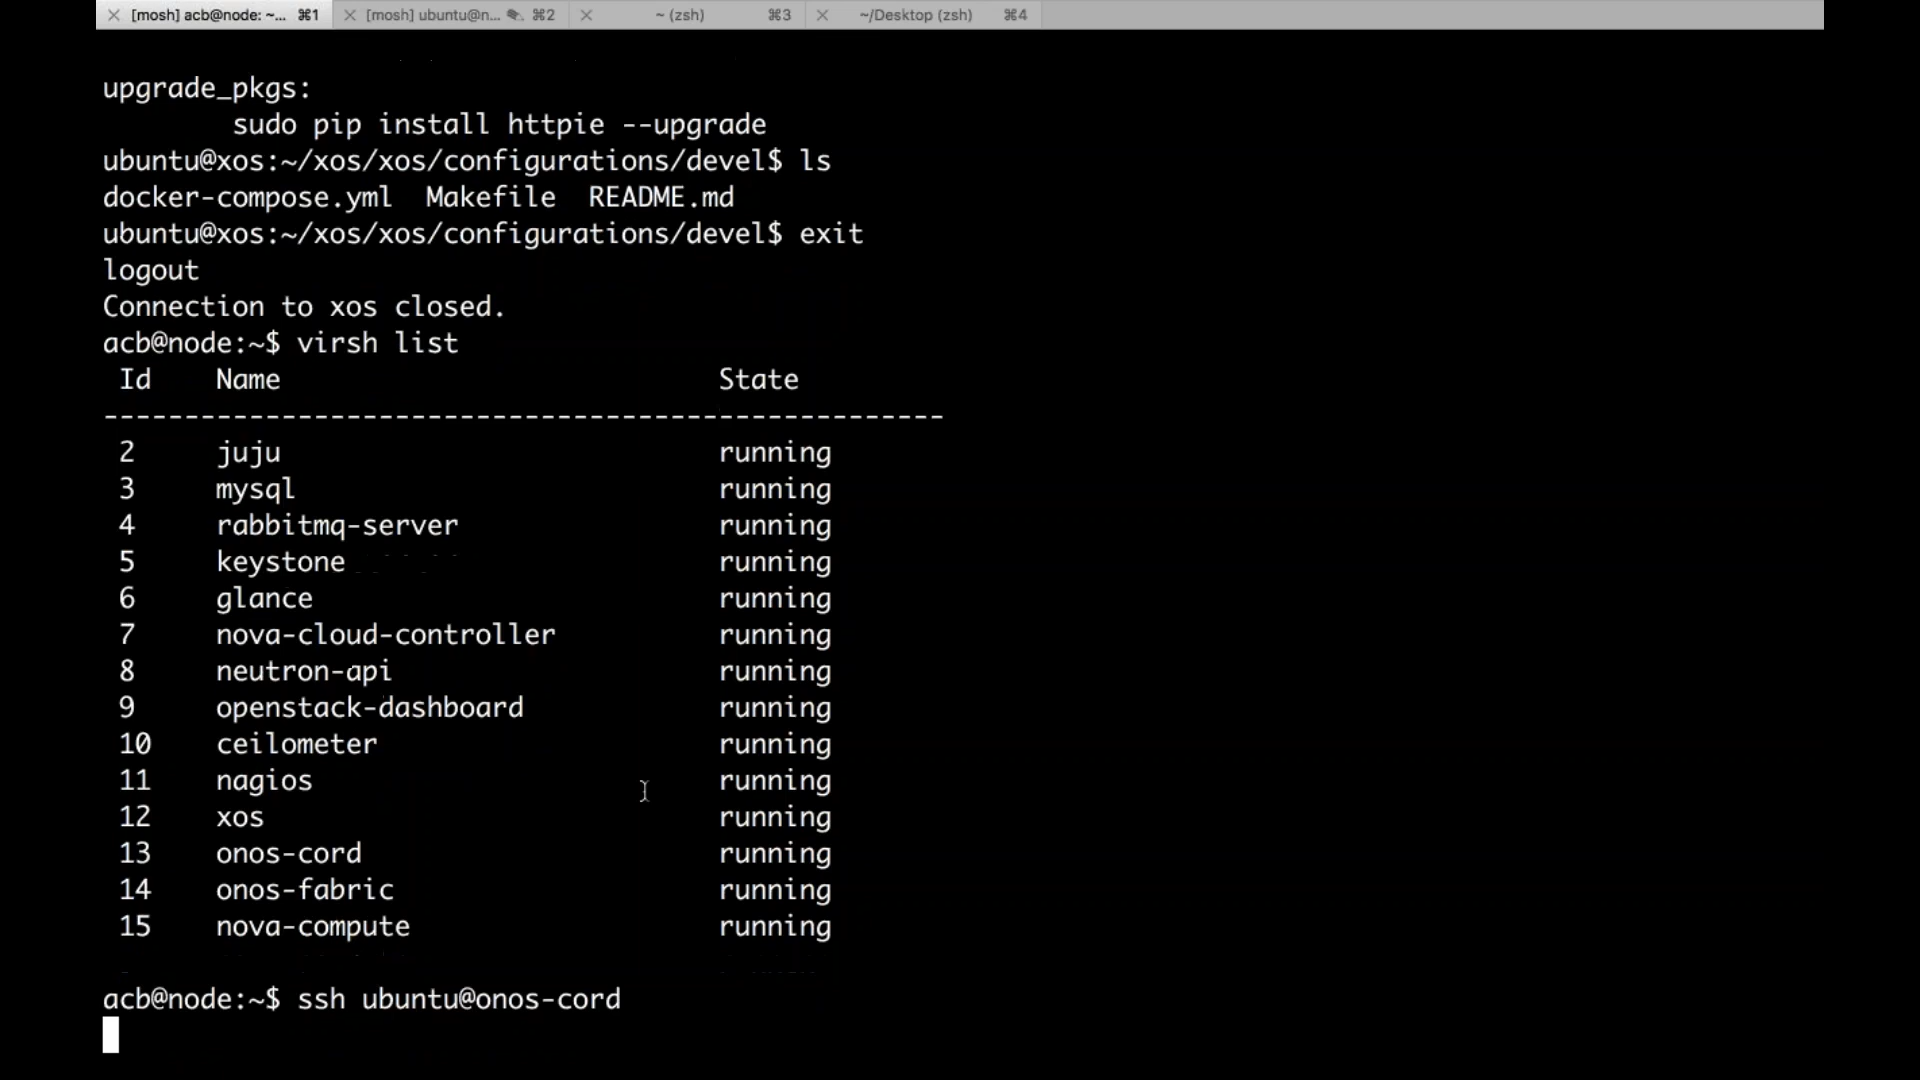 [mosh] acb@node: ~... ⌘1 [mosh] ubuntu@n... ⌘2 ~ (zsh) ⌘3 ~/Desktop (zsh) ⌘4
upgrade_pkgs:
        sudo pip install httpie --upgrade
ubuntu@xos:~/xos/xos/configurations/devel$ ls
docker-compose.yml  Makefile  README.md
ubuntu@xos:~/xos/xos/configurations/devel$ exit
logout
Connection to xos closed.
acb@node:~$ virsh list
 Id    Name                           State
----------------------------------------------------
 2     juju                           running
 3     mysql                          running
 4     rabbitmq-server                running
 5     keystone                       running
 6     glance                         running
 7     nova-cloud-controller          running
 8     neutron-api                    running
 9     openstack-dashboard            running
 10    ceilometer                     running
 11    nagios                         running
 12    xos                            running
 13    onos-cord                      running
 14    onos-fabric                    running
 15    nova-compute                   running
acb@node:~$ ssh ubuntu@onos-cord